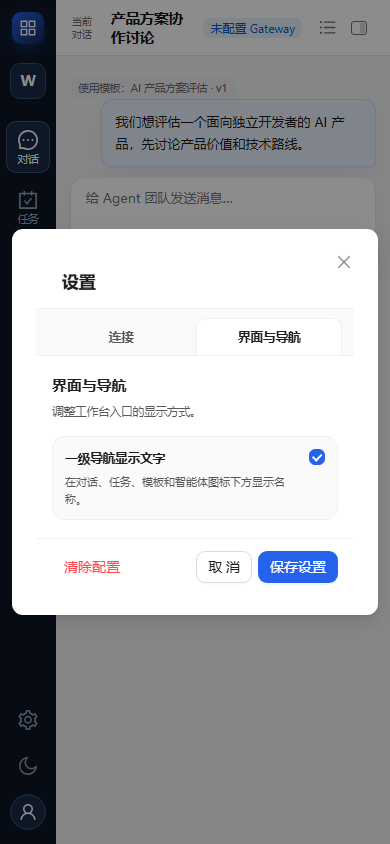 当前
对话
产品方案协
作讨论
未配置 Gateway
W
使用模板：AI 产品方案评估 · v1
我们想评估一个面向独立开发者的 AI 产
品，先讨论产品价值和技术路线。
对话
给 Agent 团队发送消息...
任务
设置
连接
界面与导航
界面与导航
调整工作台入口的显示方式。
一级导航显示文字
在对话、任务、模板和智能体图标下方显示名
称。
清除配置
取 消
保存设置